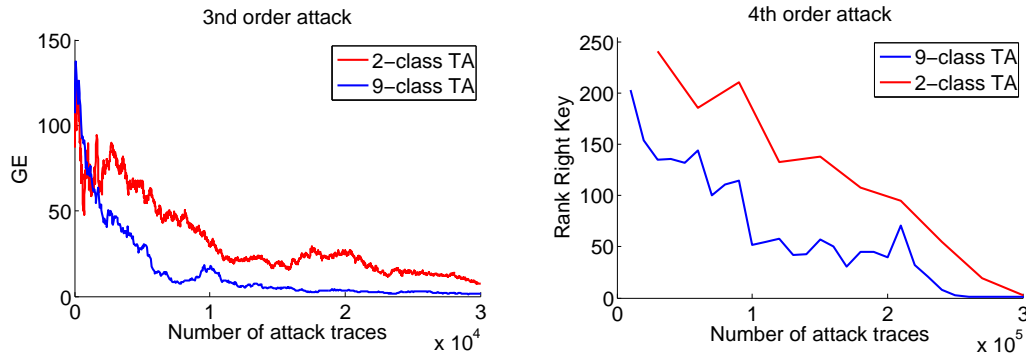 3nd order attack
150
100
50
0
GE
2−class TA
9−class TA
0
1
2
3
Number of attack traces
x 10^4
4th order attack
250
200
150
100
50
0
Rank Right Key
9−class TA
2−class TA
0
1
2
3
Number of attack traces
x 10^5